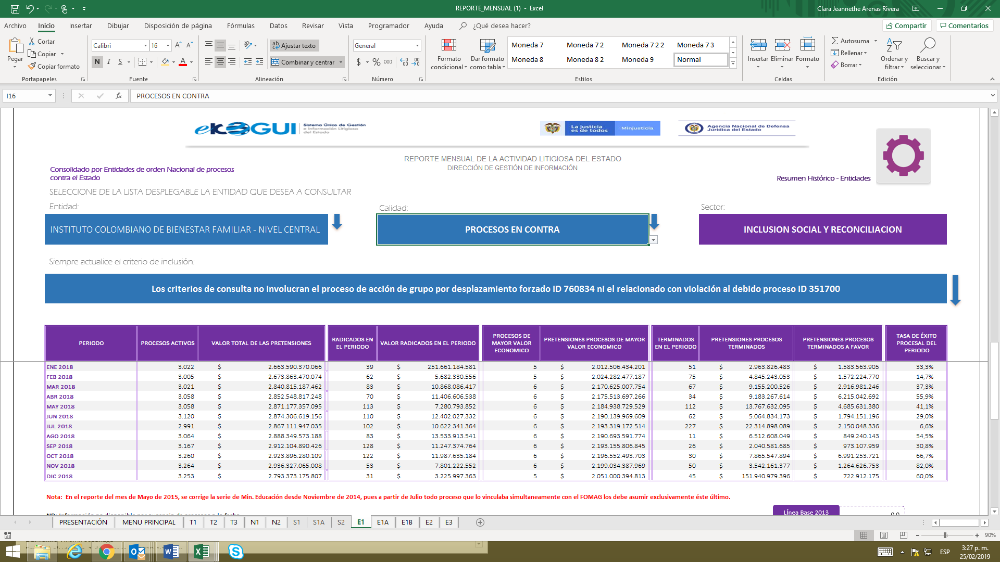 REPORTE_MENSUAL (1) - Excel
Clara Jeannethe Arenas Rivera
Archivo Inicio Insertar Dibujar Disposición de página Fórmulas Datos Revisar Vista Programador Ayuda ¿Qué desea hacer? Compartir Comentarios
Pegar Cortar
Copiar
Copiar formato
Portapapeles
Calibri 16
N I S
Fuente
Ajustar texto
Combinar y centrar
Alineación
General
$ % 000
Número
Formato condicional
Dar formato como tabla
Moneda 7 Moneda 7 2 Moneda 7 2 2 Moneda 7 3
Moneda 8 Moneda 8 2 Moneda 9 Normal
Estilos
Insertar Eliminar Formato
Celdas
Autosuma
Rellenar
Borrar
Ordenar y filtrar
Buscar y seleccionar
Edición
I16 fx PROCESOS EN CONTRA
eKOGUI Sistema Único de Gestión e Información Litigiosa del Estado
La justicia es de todos Minjusticia
Agencia Nacional de Defensa Jurídica del Estado
REPORTE MENSUAL DE LA ACTIVIDAD LITIGIOSA DEL ESTADO
DIRECCIÓN DE GESTIÓN DE INFORMACIÓN
Consolidado por Entidades de orden Nacional de procesos
contra el Estado
Resumen Histórico - Entidades
SELECCIONE DE LA LISTA DESPLEGABLE LA ENTIDAD QUE DESEA A CONSULTAR
Entidad: Calidad: Sector:
INSTITUTO COLOMBIANO DE BIENESTAR FAMILIAR - NIVEL CENTRAL PROCESOS EN CONTRA INCLUSION SOCIAL Y RECONCILIACION
Siempre actualice el criterio de inclusión:
Los criterios de consulta no involucran el proceso de acción de grupo por desplazamiento forzado ID 760834 ni el relacionado con violación al debido proceso ID 351700
PERIODO PROCESOS ACTIVOS VALOR TOTAL DE LAS PRETENSIONES RADICADOS EN EL PERIODO VALOR RADICADOS EN EL PERIODO PROCESOS DE MAYOR VALOR ECONOMICO PRETENSIONES PROCESOS DE MAYOR VALOR ECONOMICO TERMINADOS EN EL PERIODO PRETENSIONES PROCESOS TERMINADOS PRETENSIONES PROCESOS TERMINADOS A FAVOR TASA DE ÉXITO PROCESAL DEL PERIODO
ENE 2018 3.022 $ 2.663.590.370.066 39 $ 251.661.184.581 5 $ 2.012.506.434.201 51 $ 2.963.826.483 $ 1.583.563.905 33,3%
FEB 2018 3.005 $ 2.673.863.470.074 62 $ 5.682.330.556 5 $ 2.024.282.477.187 75 $ 4.845.243.053 $ 1.572.224.770 14,7%
MAR 2018 3.021 $ 2.840.815.187.462 83 $ 10.868.086.417 6 $ 2.170.625.007.754 67 $ 9.155.200.526 $ 2.916.981.246 37,3%
ABR 2018 3.058 $ 2.852.548.817.248 70 $ 11.406.606.538 6 $ 2.175.513.697.266 34 $ 9.183.267.614 $ 6.215.042.692 55,9%
MAY 2018 3.058 $ 2.871.177.357.095 113 $ 7.280.793.852 6 $ 2.184.938.729.529 112 $ 13.767.632.095 $ 4.685.631.380 41,1%
JUN 2018 3.120 $ 2.874.306.619.156 110 $ 12.402.027.332 6 $ 2.190.139.969.609 62 $ 5.064.834.173 $ 1.794.151.196 29,0%
JUL 2018 2.991 $ 2.867.111.947.035 102 $ 10.622.341.364 6 $ 2.193.319.172.514 227 $ 22.314.898.089 $ 2.150.048.336 6,6%
AGO 2018 3.064 $ 2.888.349.573.188 83 $ 13.533.913.541 6 $ 2.190.693.591.774 11 $ 6.512.608.049 $ 849.240.143 54,5%
SEP 2018 3.167 $ 2.912.104.890.426 128 $ 11.247.374.764 6 $ 2.193.155.806.845 26 $ 2.040.581.685 $ 973.107.959 30,8%
OCT 2018 3.260 $ 2.923.896.280.109 122 $ 11.987.635.184 6 $ 2.196.552.493.703 30 $ 7.865.547.894 $ 6.991.253.721 66,7%
NOV 2018 3.264 $ 2.936.327.065.008 53 $ 7.801.222.552 6 $ 2.199.034.387.969 50 $ 3.542.161.377 $ 1.264.626.753 82,0%
DIC 2018 3.253 $ 2.793.373.175.807 31 $ 3.225.997.363 5 $ 2.051.000.394.813 45 $ 151.940.979.396 $ 722.912.175 60,0%
Nota: En el reporte del mes de Mayo de 2015, se corrige la serie de Min. Educación desde Noviembre de 2014, pues a partir de Julio todo proceso que lo vinculaba simultaneamente con el FOMAG los debe asumir exclusivamente éste último.
Línea Base 2013
PRESENTACIÓN MENU PRINCIPAL T1 T2 T3 N1 N2 S1 S1A S2 E1 E1A E1B E2 E3
90%
ESP
3:27 p. m.
25/02/2019